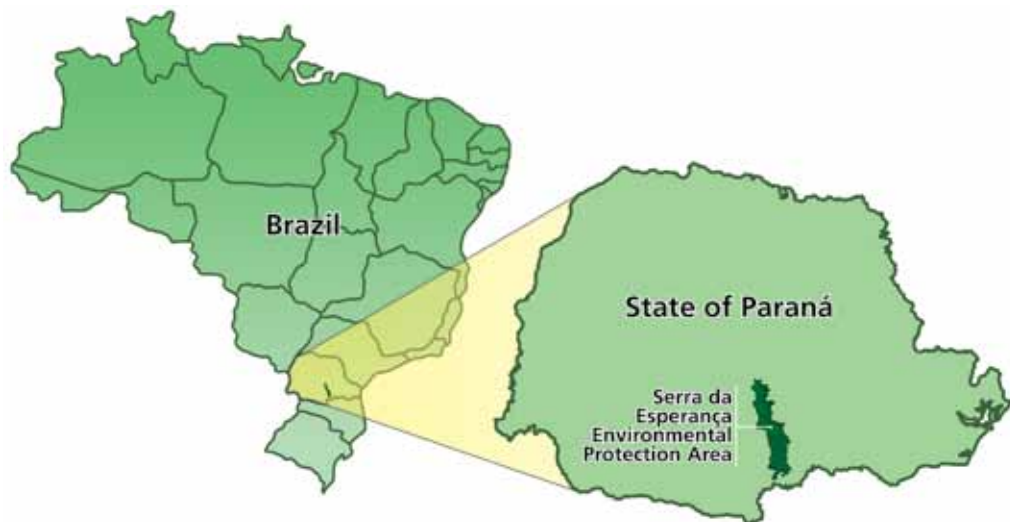 Brazil
State of Paraná
Serra da
Esperança
Environmental
Protection Area